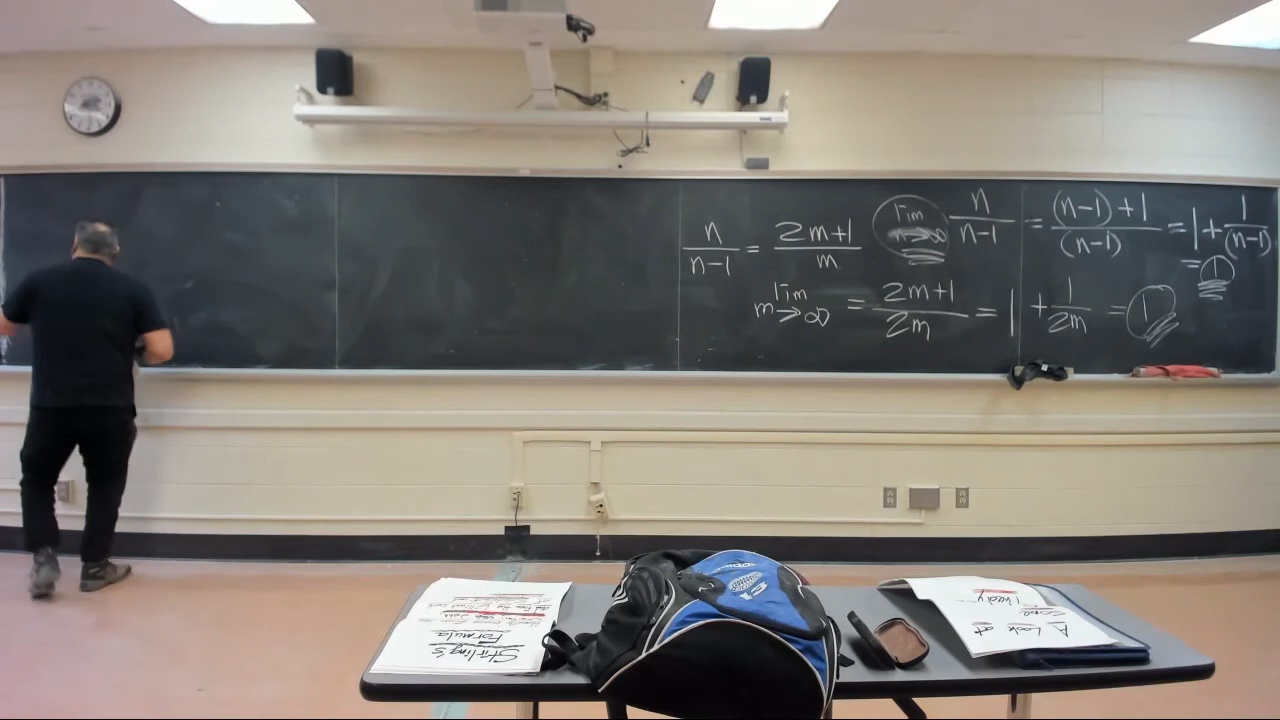 n/(n-1) = (2m+1)/m
lim n→∞ n/(n-1) = ((n-1)+1)/(n-1) = 1 + 1/(n-1)
= 1
lim m→∞ = (2m+1)/2m = 1 + 1/2m = 1
Stirling's
Formula
A Look at
Some